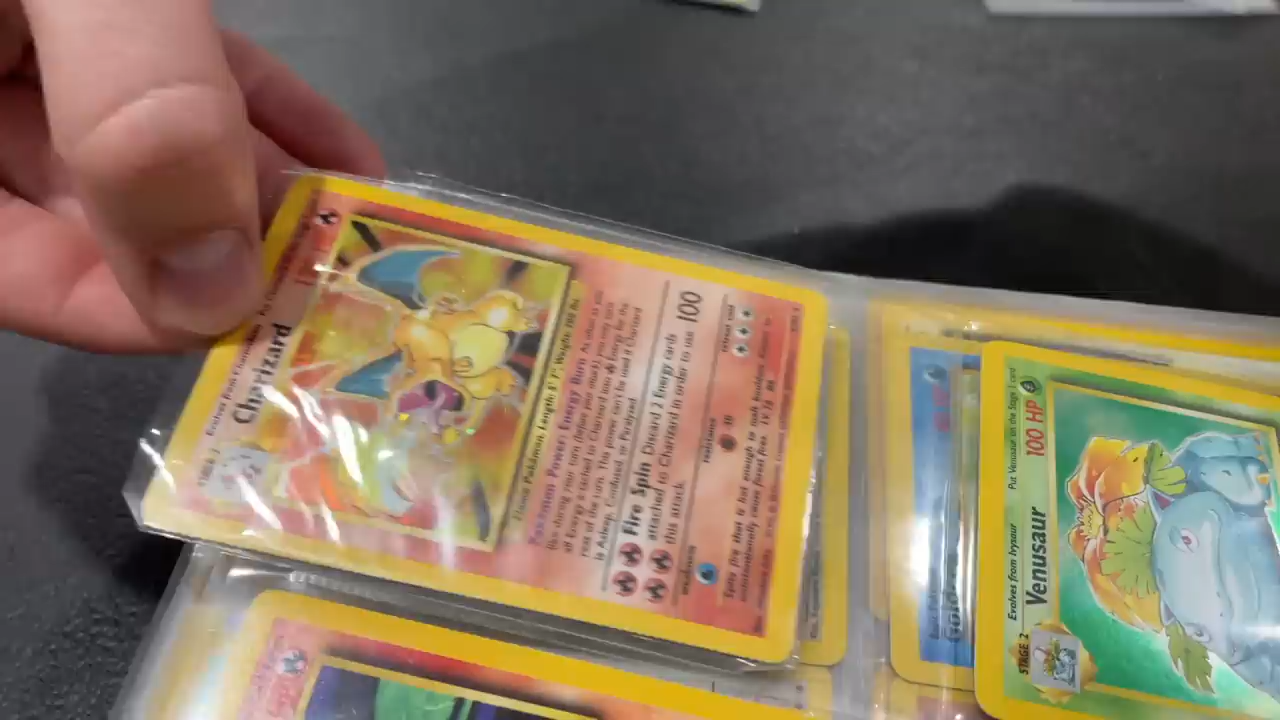 STAGE 2
Evolves from Charmeleon
Charizard
Flame Pokémon. Length: 5' 7", Weight: 200 lbs.
Pokémon Power: Energy Burn As often as you
like during your turn (before your attack), you may turn
all Energy attached to Charizard into Energy for the
rest of the turn. This power can't be used if Charizard
is Asleep, Confused, or Paralyzed.
Fire Spin Discard 2 Energy cards
attached to Charizard in order to use
this attack.
100
weakness
resistance
retreat cost
Spits fire that is hot enough to melt boulders. Known to
unintentionally cause forest fires. LV. 76 #6
STAGE 2
Evolves from Ivysaur
Put Venusaur on the Stage 1 card
Venusaur
100 HP